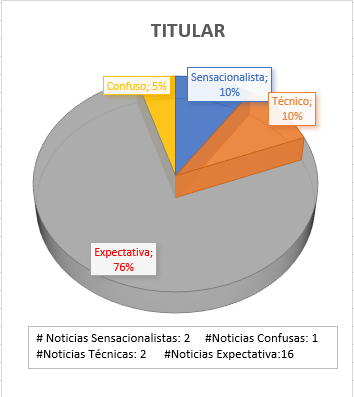 TITULAR
Confuso; 5%
Sensacionalista;
10%
Técnico;
10%
Expectativa;
76%
# Noticias Sensacionalistas: 2 #Noticias Confusas: 1
#Noticias Técnicas: 2 #Noticias Expectativa:16